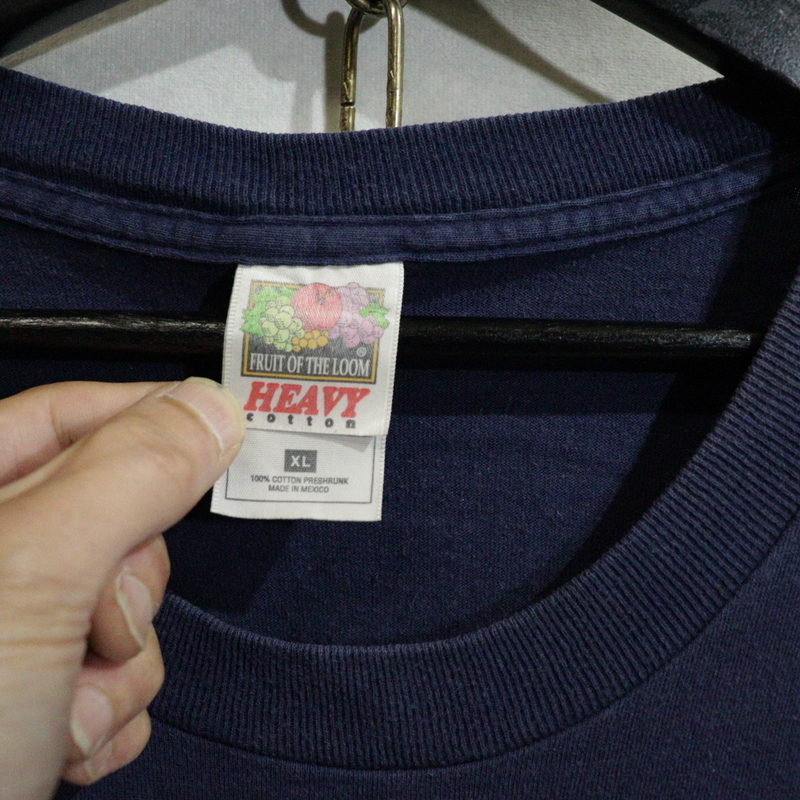 FRUIT OF THE LOOM ®
HEAVY
cotton
XL
100% COTTON PRESHRUNK
MADE IN MEXICO